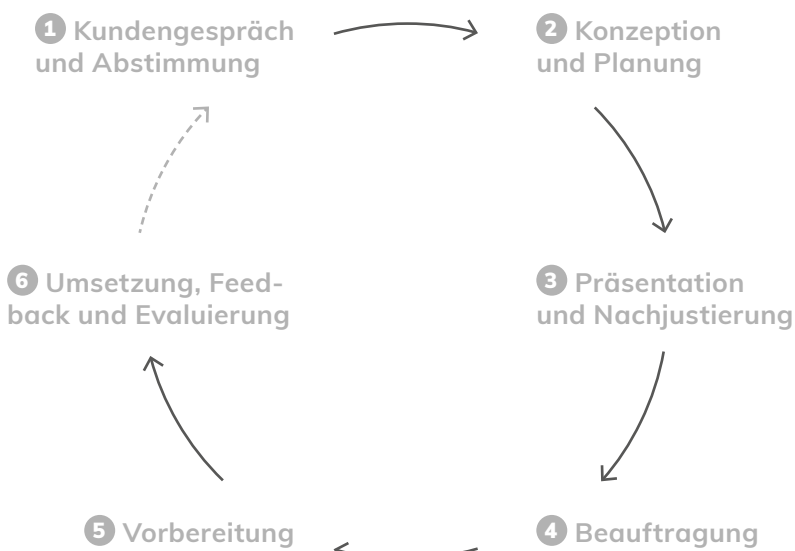 1 Kundengespräch
und Abstimmung
2 Konzeption
und Planung
3 Präsentation
und Nachjustierung
4 Beauftragung
5 Vorbereitung
6 Umsetzung, Feed-
back und Evaluierung